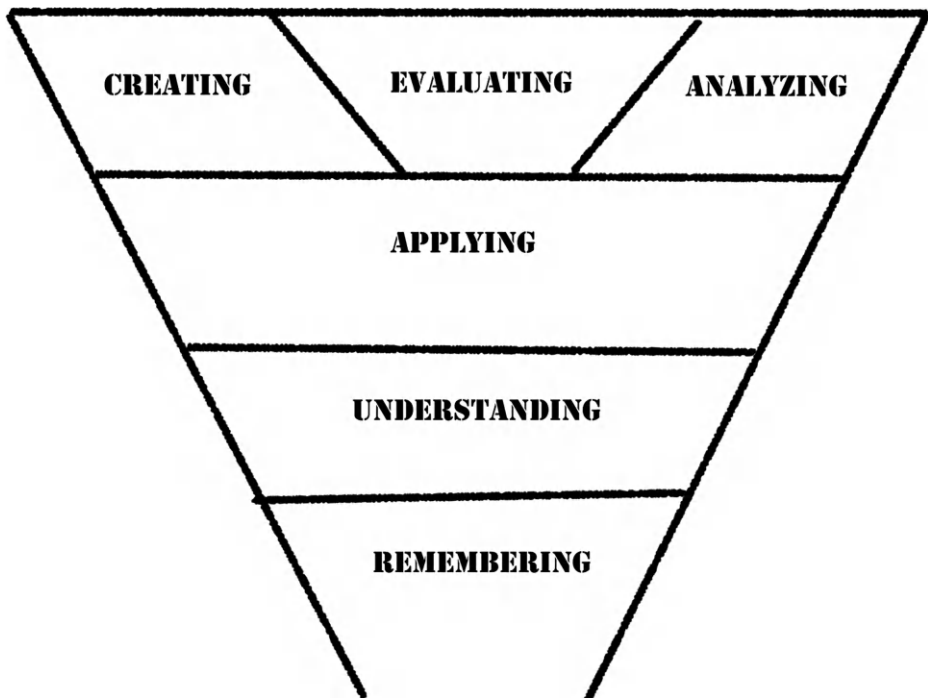 CREATING
EVALUATING
ANALYZING
APPLYING
UNDERSTANDING
REMEMBERING